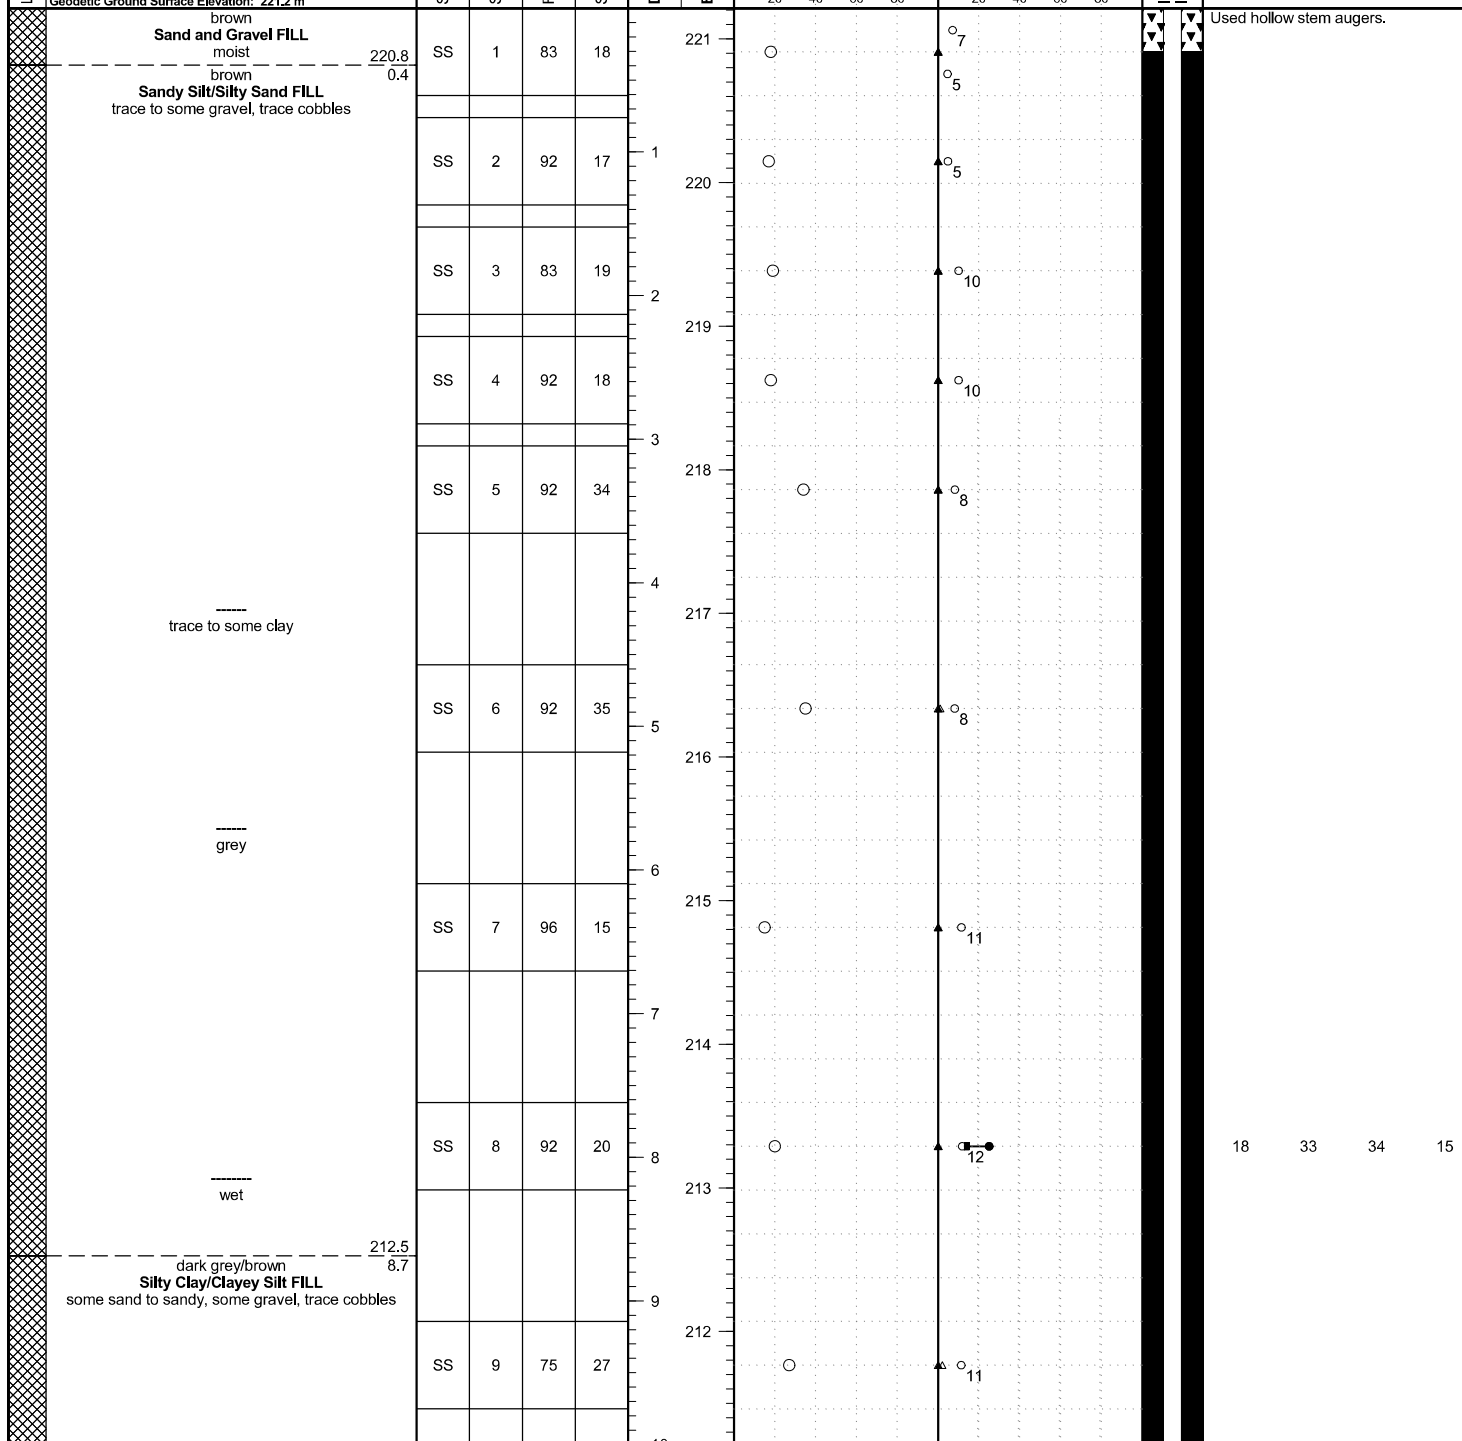 Geodetic Ground Surface Elevation: 221.2 m
brown
Sand and Gravel FILL
moist
220.8
0.4
brown
Sandy Silt/Silty Sand FILL
trace to some gravel, trace cobbles
------
trace to some clay
------
grey
--------
wet
212.5
8.7
dark grey/brown
Silty Clay/Clayey Silt FILL
some sand to sandy, some gravel, trace cobbles
SS 1 83 18
SS 2 92 17
SS 3 83 19
SS 4 92 18
SS 5 92 34
SS 6 92 35
SS 7 96 15
SS 8 92 20
SS 9 75 27
1
2
3
4
5
6
7
8
9
221
220
219
218
217
216
215
214
213
212
7
5
5
10
10
8
8
11
12
11
Used hollow stem augers.
18 33 34 15